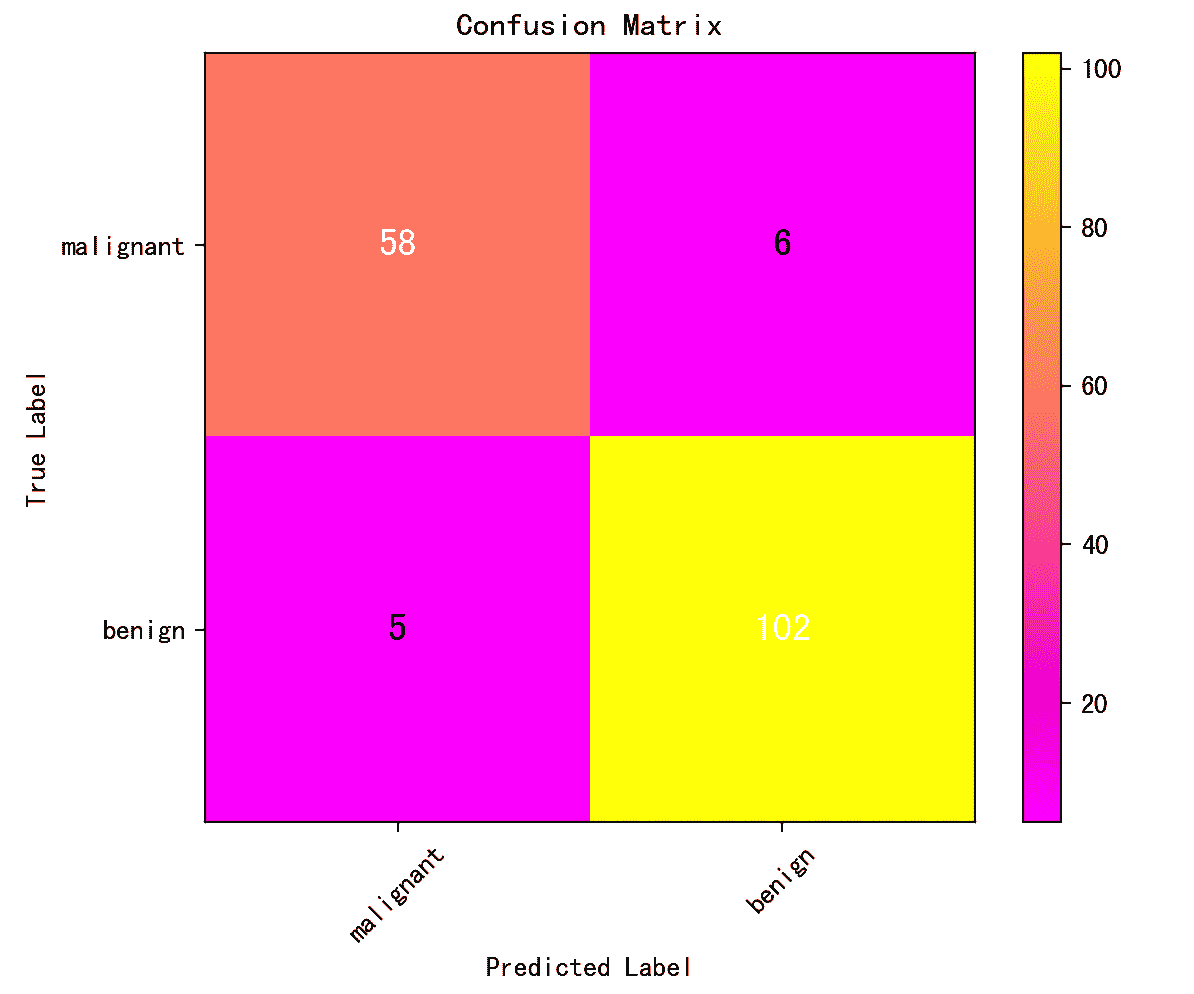 Confusion Matrix
100
malignant
58
6
80
60
True Label
40
benign
5
102
20
malignant
benign
Predicted Label